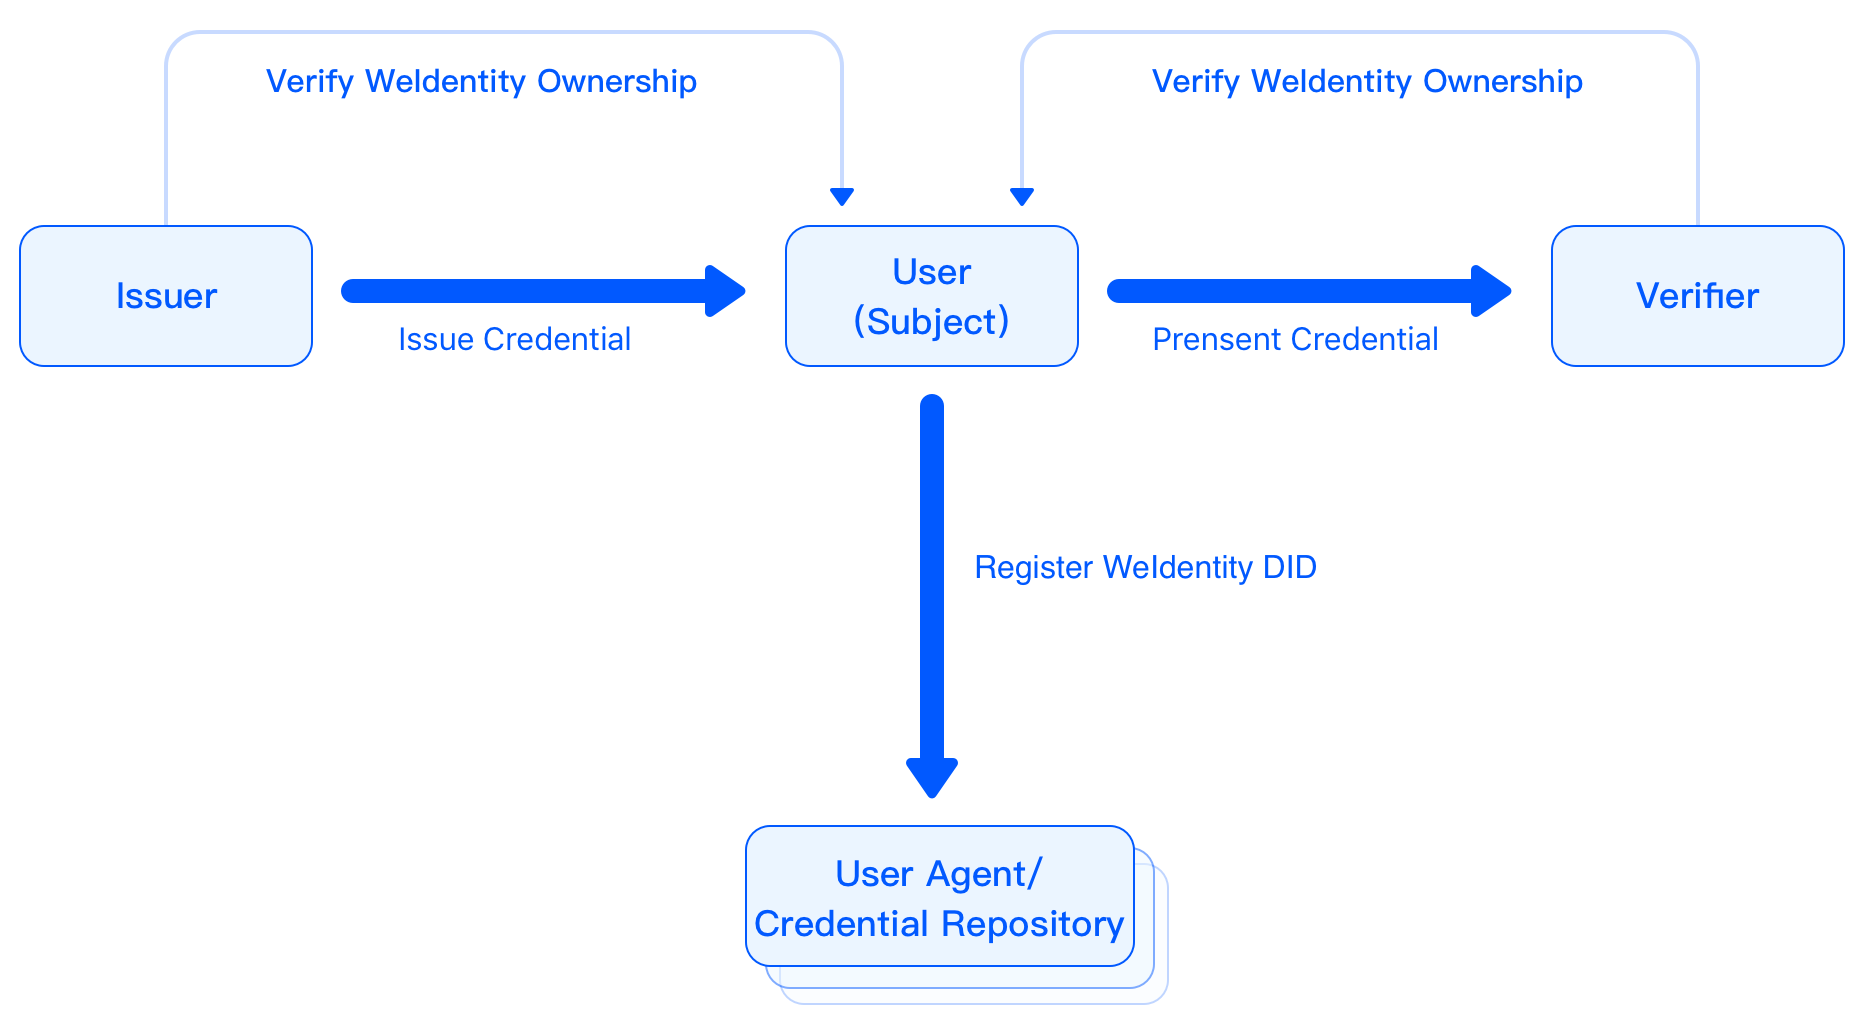 Verify WeIdentity Ownership
Verify WeIdentity Ownership
Issuer
Issue Credential
User
(Subject)
Prensent Credential
Verifier
Register WeIdentity DID
User Agent/
Credential Repository